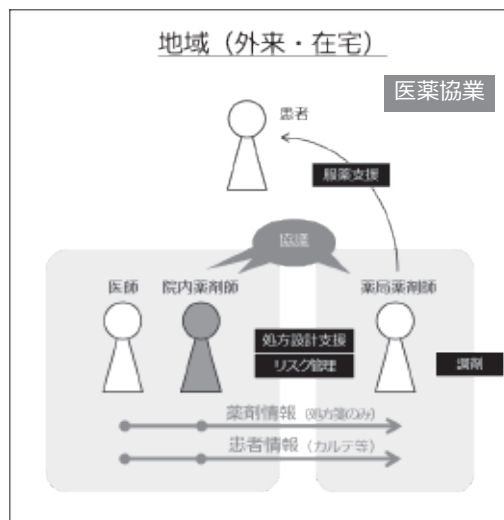 地域（外来・在宅）
医薬協業
患者
服薬支援
協議
医師
院内薬剤師
薬局薬剤師
処方設計支援
リスク管理
調剤
薬剤情報（処方薬のみ）
患者情報（カルテ等）